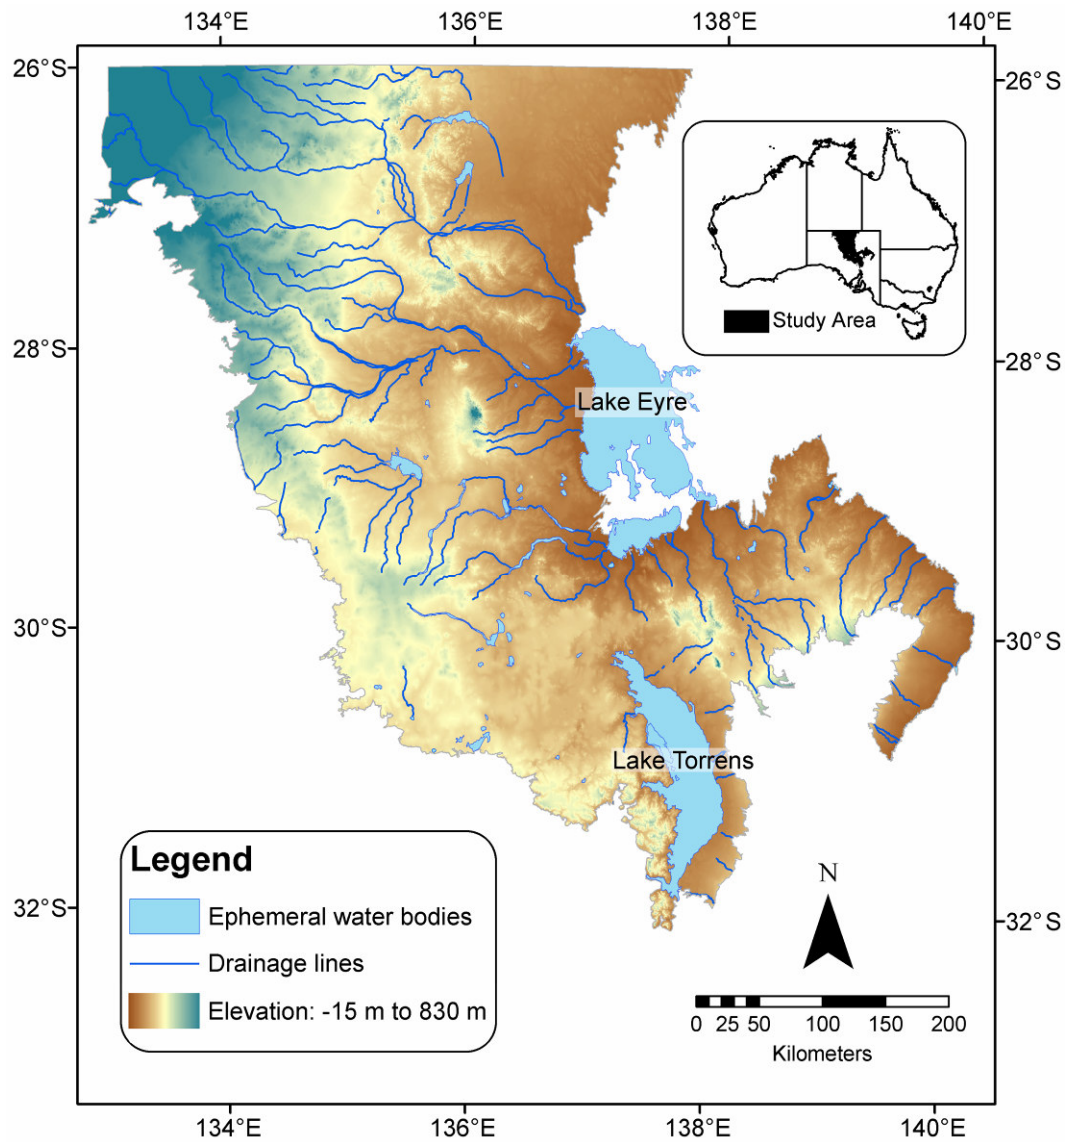 134°E 136°E 138°E 140°E
26°S 26°S
Study Area
28°S 28°S
Lake Eyre
30°S 30°S
Lake Torrens
Legend
Ephemeral water bodies
Drainage lines
Elevation: -15 m to 830 m
N
32°S 32°S
0 25 50 100 150 200
Kilometers
134°E 136°E 138°E 140°E